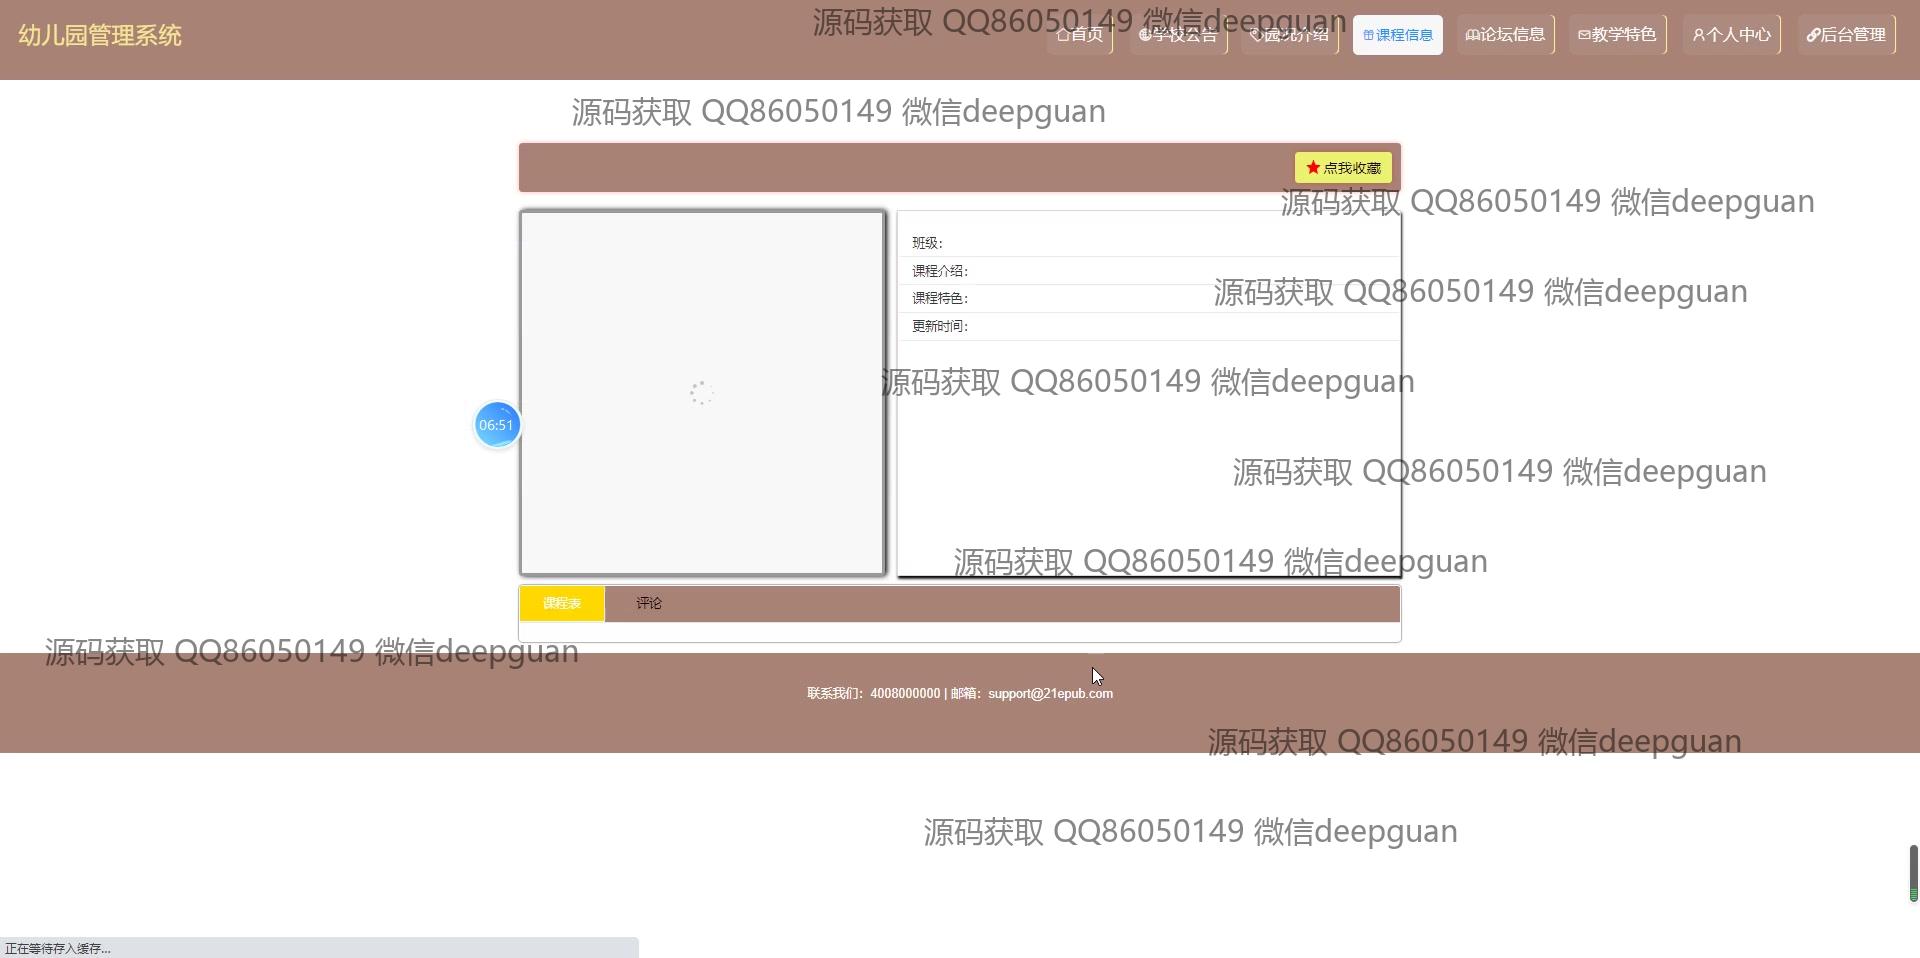 幼儿园管理系统
源码获取 QQ86050149 微信deepguan
首页
学校公告
园况介绍
课程信息
论坛信息
教学特色
个人中心
后台管理
源码获取 QQ86050149 微信deepguan
点我收藏
源码获取 QQ86050149 微信deepguan
班级：
课程介绍：
课程特色：
源码获取 QQ86050149 微信deepguan
更新时间：
源码获取 QQ86050149 微信deepguan
06:51
源码获取 QQ86050149 微信deepguan
源码获取 QQ86050149 微信deepguan
课程表
评论
源码获取 QQ86050149 微信deepguan
联系我们：4008000000 | 邮箱：support@21epub.com
源码获取 QQ86050149 微信deepguan
源码获取 QQ86050149 微信deepguan
正在等待存入缓存...